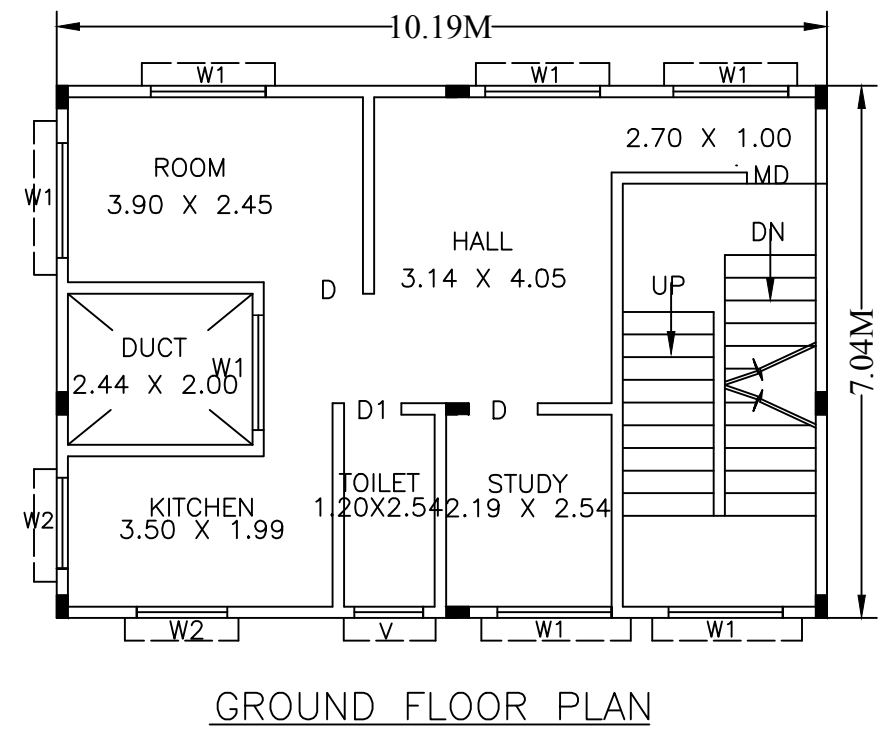 10.19M
W1
W1
W1
2.70 X 1.00
MD
ROOM
3.90 X 2.45
W1
HALL
3.14 X 4.05
DN
UP
D
7.04M
DUCT
W1
2.44 X 2.00
D1
D
TOILET
STUDY
KITCHEN
1.20X2.54
2.19 X 2.54
W2
3.50 X 1.99
W2
V
W1
W1
GROUND FLOOR PLAN